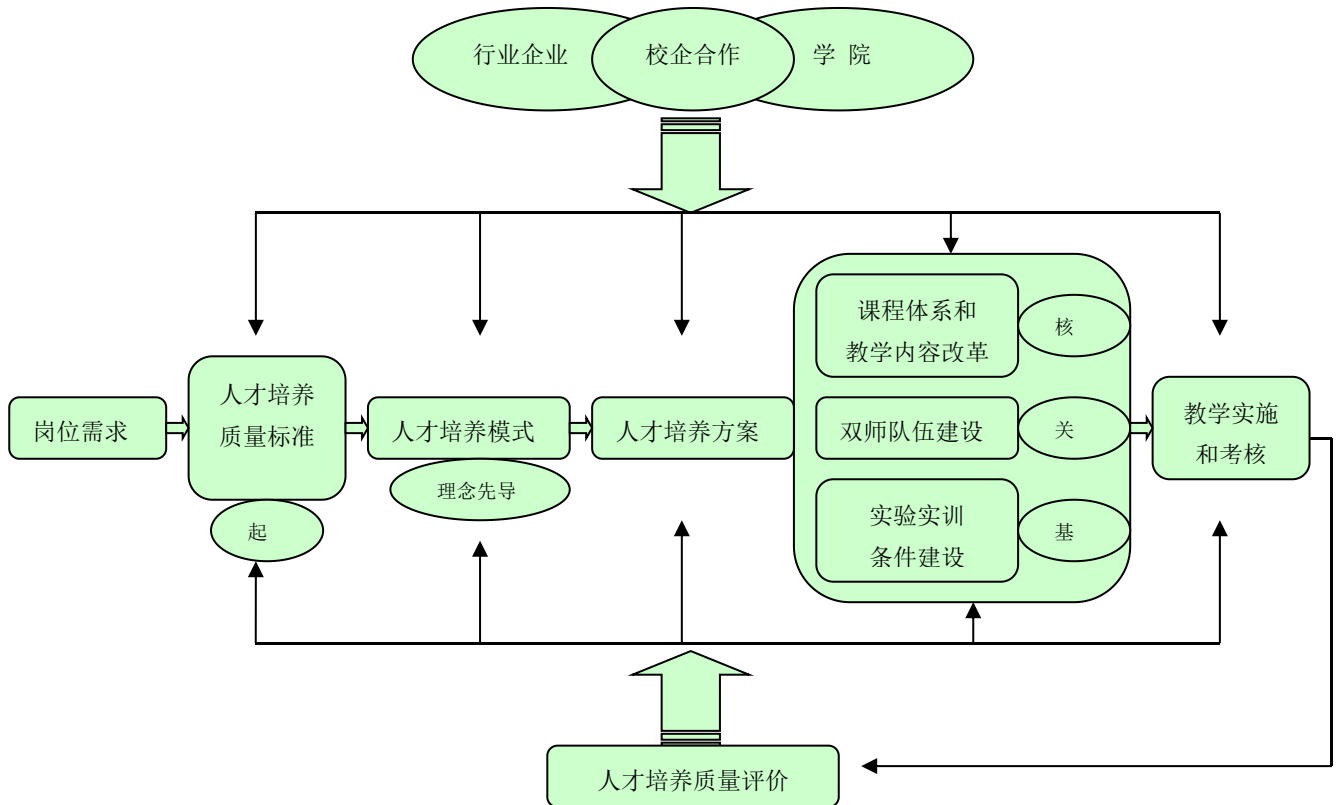 行业企业
校企合作
学 院
课程体系和
教学内容改革
核
人才培养
质量标准
岗位需求
人才培养模式
人才培养方案
双师队伍建设
关
教学实施
和考核
理念先导
起
实验实训
条件建设
基
人才培养质量评价